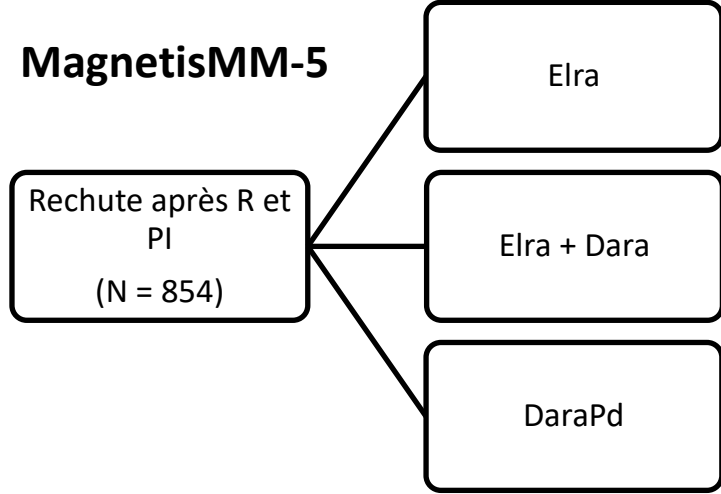 MagnetisMM-5
Rechute après R et
PI
(N = 854)
Elra
Elra + Dara
DaraPd